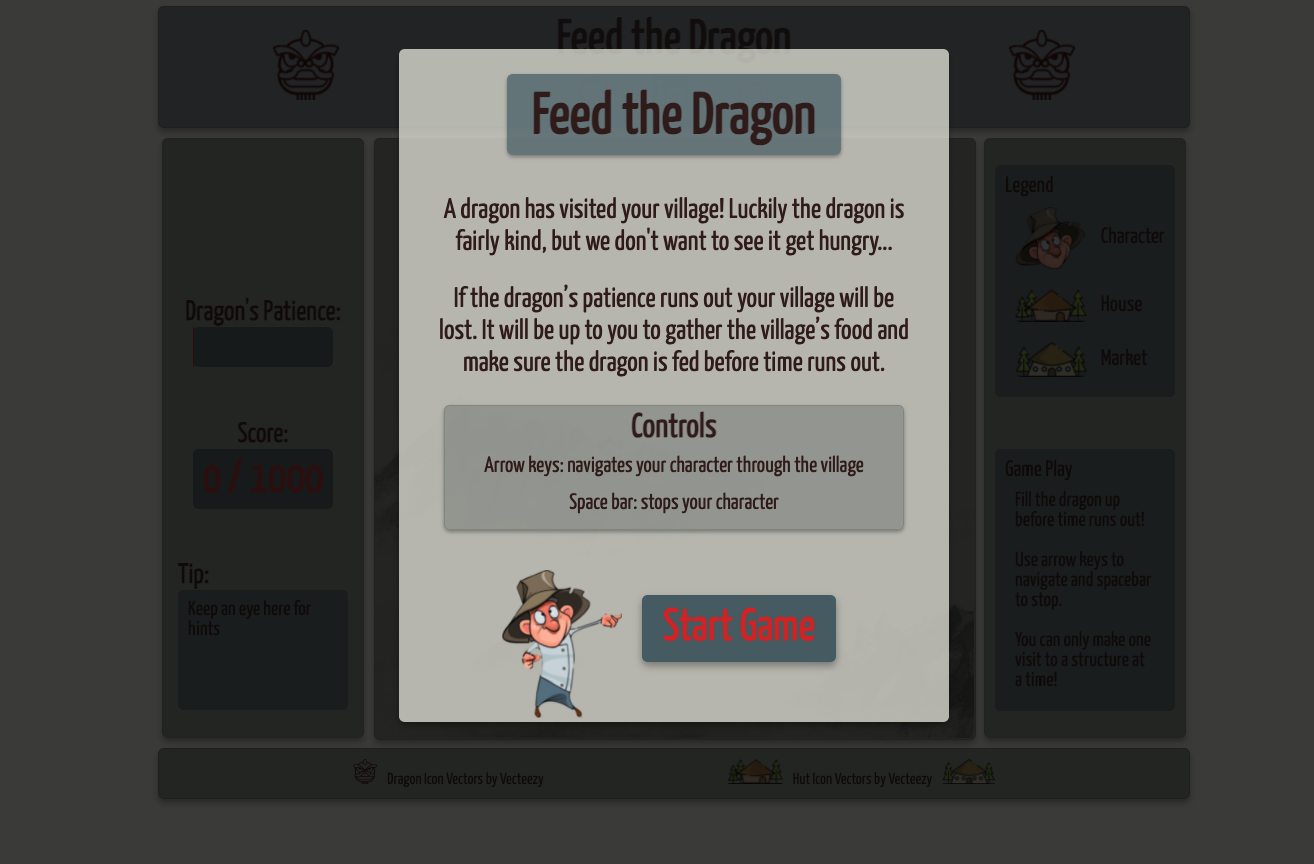 Feed the Dragon
Feed the Dragon
A dragon has visited your village! Luckily the dragon is
fairly kind, but we don't want to see it get hungry...
If the dragon’s patience runs out your village will be
lost. It will be up to you to gather the village’s food and
make sure the dragon is fed before time runs out.
Controls
Arrow keys: navigates your character through the village
Space bar: stops your character
Start Game
Dragon's Patience:
Score:
0 / 1000
Tip:
Keep an eye here for
hints
Legend
Character
House
Market
Game Play
Fill the dragon up
before time runs out!
Use arrow keys to
navigate and spacebar
to stop.
You can only make one
visit to a structure at
a time!
Dragon Icon Vectors by Vecteezy
Hut Icon Vectors by Vecteezy